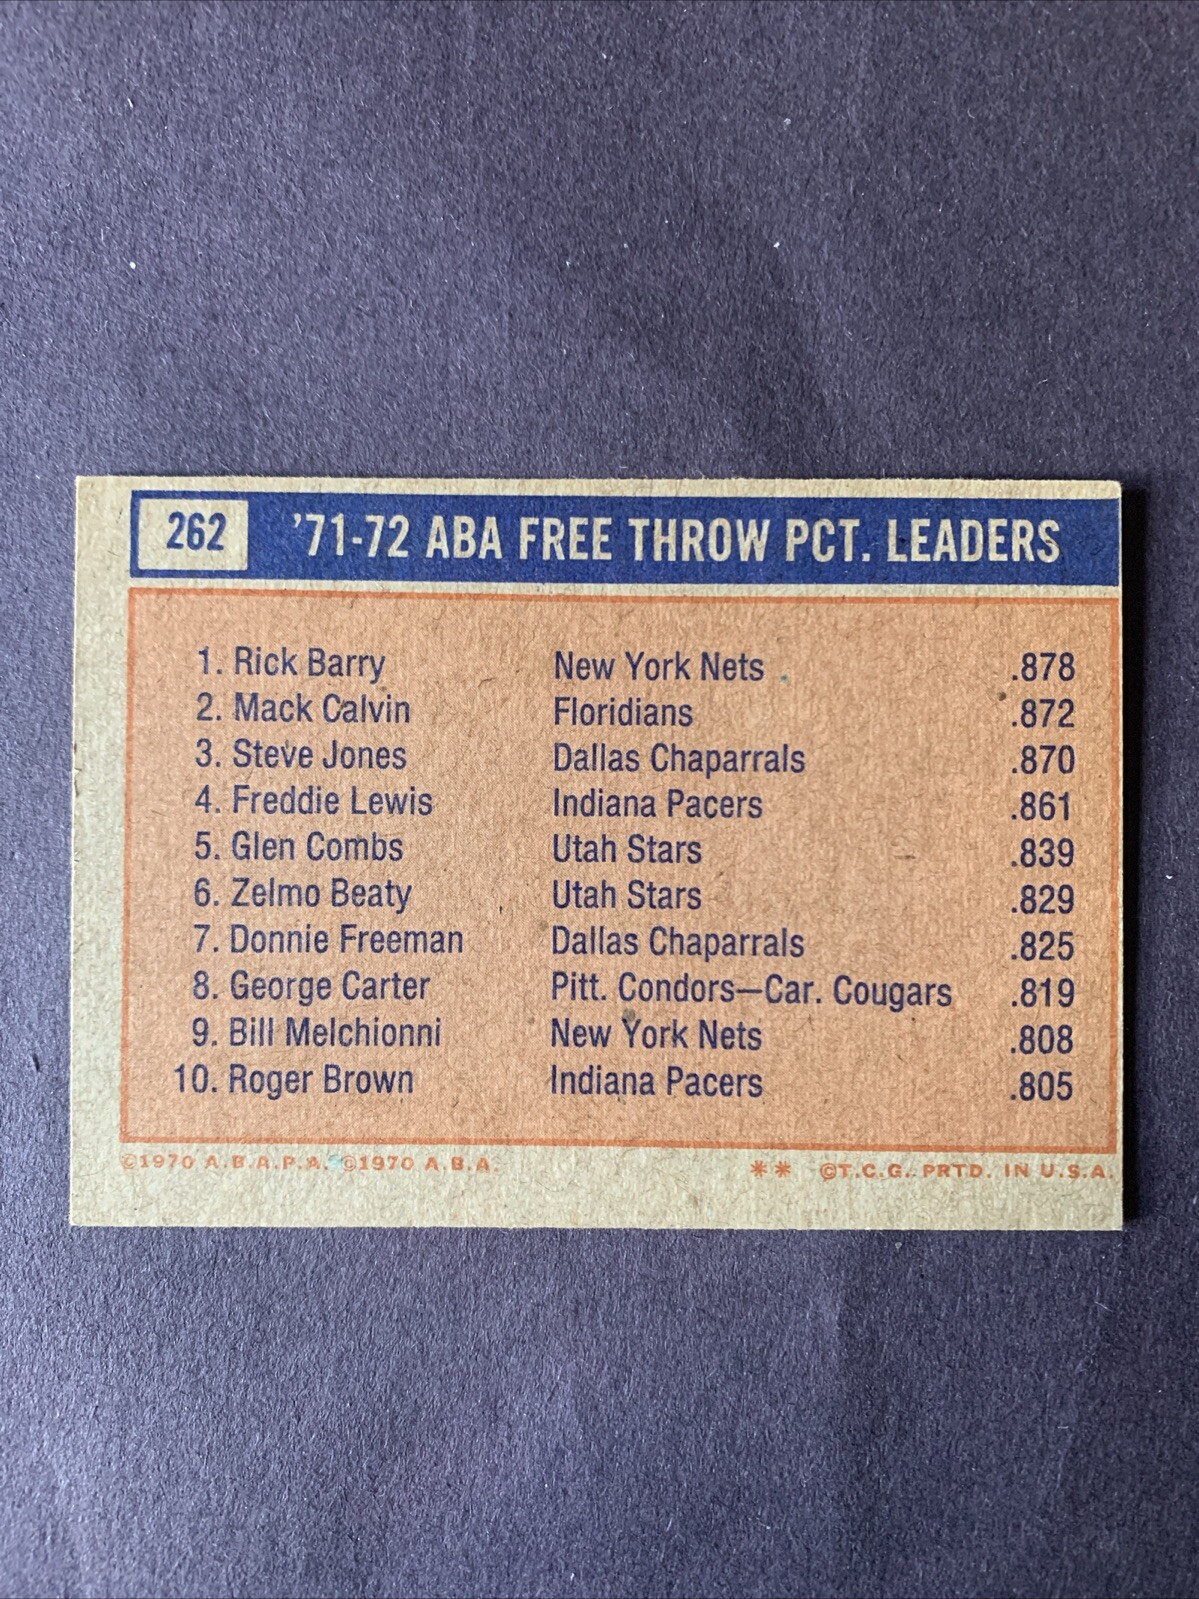 262 '71-72 ABA FREE THROW PCT. LEADERS
1. Rick Barry New York Nets .878
2. Mack Calvin Floridians .872
3. Steve Jones Dallas Chaparrals .870
4. Freddie Lewis Indiana Pacers .861
5. Glen Combs Utah Stars .839
6. Zelmo Beaty Utah Stars .829
7. Donnie Freeman Dallas Chaparrals .825
8. George Carter Pitt. Condors—Car. Cougars .819
9. Bill Melchionni New York Nets .808
10. Roger Brown Indiana Pacers .805
©1970 A.B.A.P.A. ©1970 A.B.A. ** ©T.C.G. PRTD. IN U.S.A.